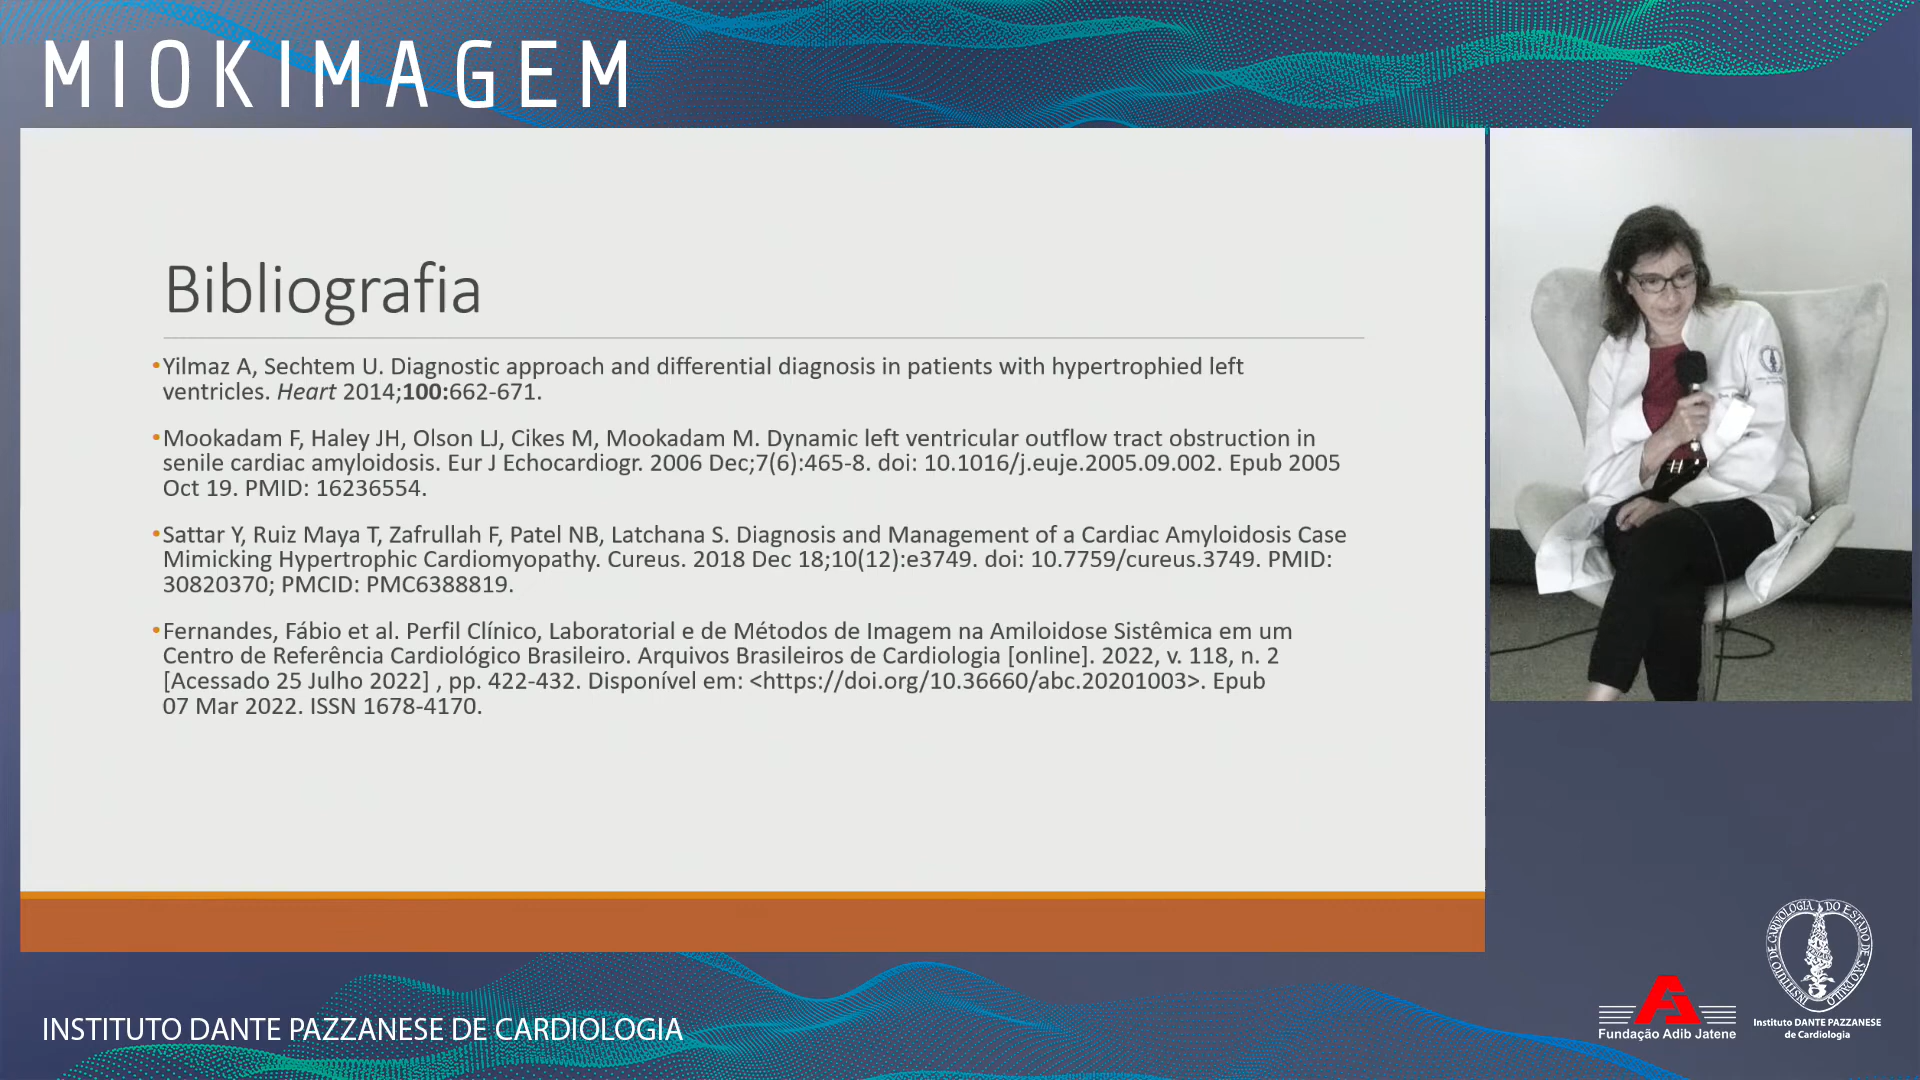 MIOKIMAGEM
Bibliografia
•Yilmaz A, Sechtem U. Diagnostic approach and differential diagnosis in patients with hypertrophied left
ventricles. Heart 2014;100:662-671.
•Mookadam F, Haley JH, Olson LJ, Cikes M, Mookadam M. Dynamic left ventricular outflow tract obstruction in
senile cardiac amyloidosis. Eur J Echocardiogr. 2006 Dec;7(6):465-8. doi: 10.1016/j.euje.2005.09.002. Epub 2005
Oct 19. PMID: 16236554.
•Sattar Y, Ruiz Maya T, Zafrullah F, Patel NB, Latchana S. Diagnosis and Management of a Cardiac Amyloidosis Case
Mimicking Hypertrophic Cardiomyopathy. Cureus. 2018 Dec 18;10(12):e3749. doi: 10.7759/cureus.3749. PMID:
30820370; PMCID: PMC6388819.
•Fernandes, Fábio et al. Perfil Clínico, Laboratorial e de Métodos de Imagem na Amiloidose Sistêmica em um
Centro de Referência Cardiológico Brasileiro. Arquivos Brasileiros de Cardiologia [online]. 2022, v. 118, n. 2
[Acessado 25 Julho 2022] , pp. 422-432. Disponível em: <https://doi.org/10.36660/abc.20201003>. Epub
07 Mar 2022. ISSN 1678-4170.
INSTITUTO DANTE PAZZANESE DE CARDIOLOGIA
Fundação Adib Jatene
INSTITUTO DE CARDIOLOGIA DO ESTADO DE SÃO PAULO
Instituto DANTE PAZZANESE
de Cardiologia